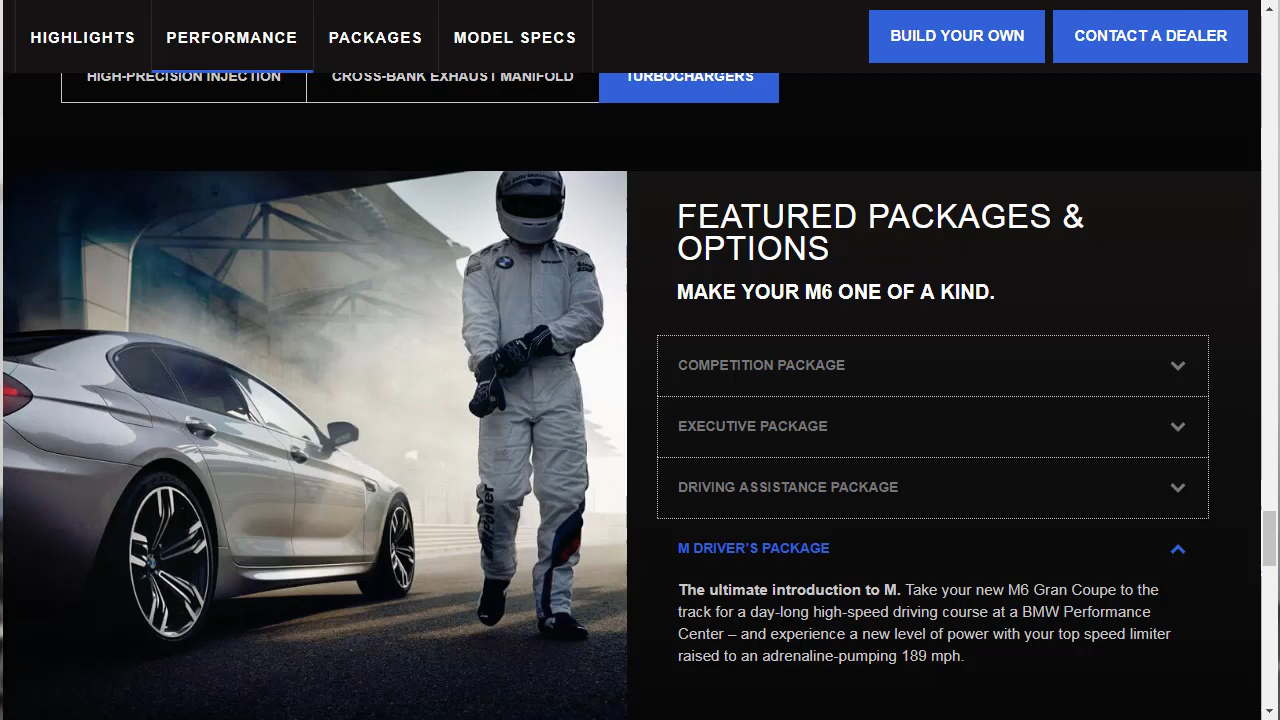 HIGHLIGHTS
PERFORMANCE
PACKAGES
MODEL SPECS
BUILD YOUR OWN
CONTACT A DEALER
HIGH-PRECISION INJECTION
CROSS-BANK EXHAUST MANIFOLD
TURBOCHARGERS
FEATURED PACKAGES &
OPTIONS
MAKE YOUR M6 ONE OF A KIND.
COMPETITION PACKAGE
EXECUTIVE PACKAGE
DRIVING ASSISTANCE PACKAGE
M DRIVER’S PACKAGE
The ultimate introduction to M. Take your new M6 Gran Coupe to the
track for a day-long high-speed driving course at a BMW Performance
Center – and experience a new level of power with your top speed limiter
raised to an adrenaline-pumping 189 mph.
Power